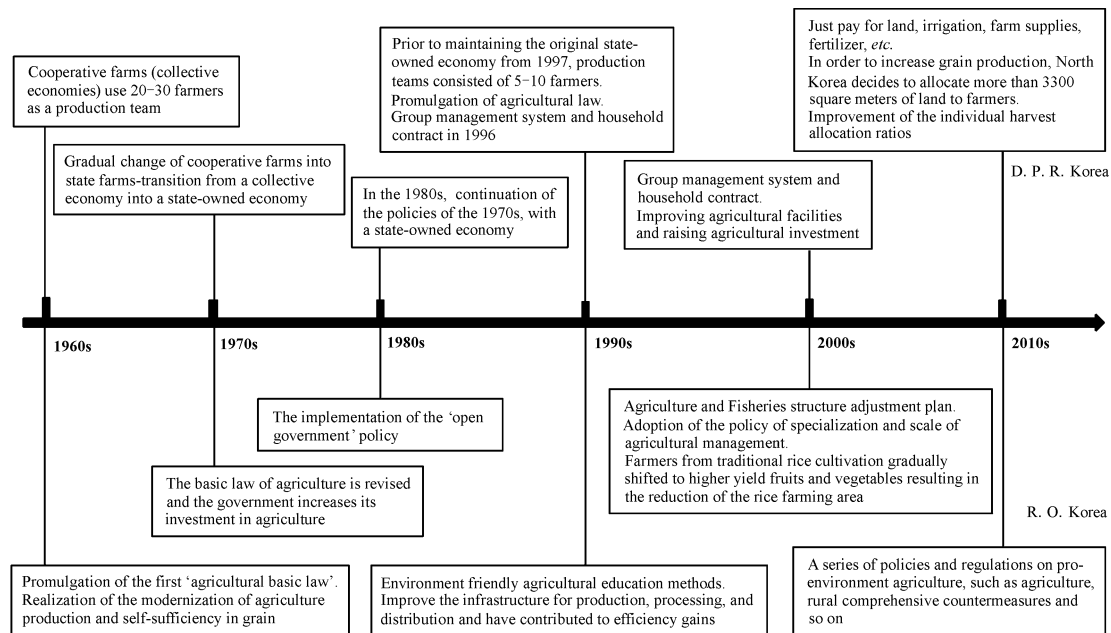 Cooperative farms (collective
economies) use 20−30 farmers
as a production team
Gradual change of cooperative farms into
state farms-transition from a collective
economy into a state-owned economy
In the 1980s, continuation of
the policies of the 1970s, with
a state-owned economy
Prior to maintaining the original state-
owned economy from 1997, production
teams consisted of 5−10 farmers.
Promulgation of agricultural law.
Group management system and household
contract in 1996
Group management system and
household contract.
Improving agricultural facilities
and raising agricultural investment
Just pay for land, irrigation, farm supplies,
fertilizer, etc.
In order to increase grain production, North
Korea decides to allocate more than 3300
square meters of land to farmers.
Improvement of the individual harvest
allocation ratios
D. P. R. Korea
1960s
1970s
1980s
1990s
2000s
2010s
Promulgation of the first ‘agricultural basic law’.
Realization of the modernization of agriculture
production and self-sufficiency in grain
The basic law of agriculture is revised
and the government increases its
investment in agriculture
The implementation of the ‘open
government’ policy
Environment friendly agricultural education methods.
Improve the infrastructure for production, processing, and
distribution and have contributed to efficiency gains
Agriculture and Fisheries structure adjustment plan.
Adoption of the policy of specialization and scale of
agricultural management.
Farmers from traditional rice cultivation gradually
shifted to higher yield fruits and vegetables resulting in
the reduction of the rice farming area
R. O. Korea
A series of policies and regulations on pro-
environment agriculture, such as agriculture,
rural comprehensive countermeasures and
so on